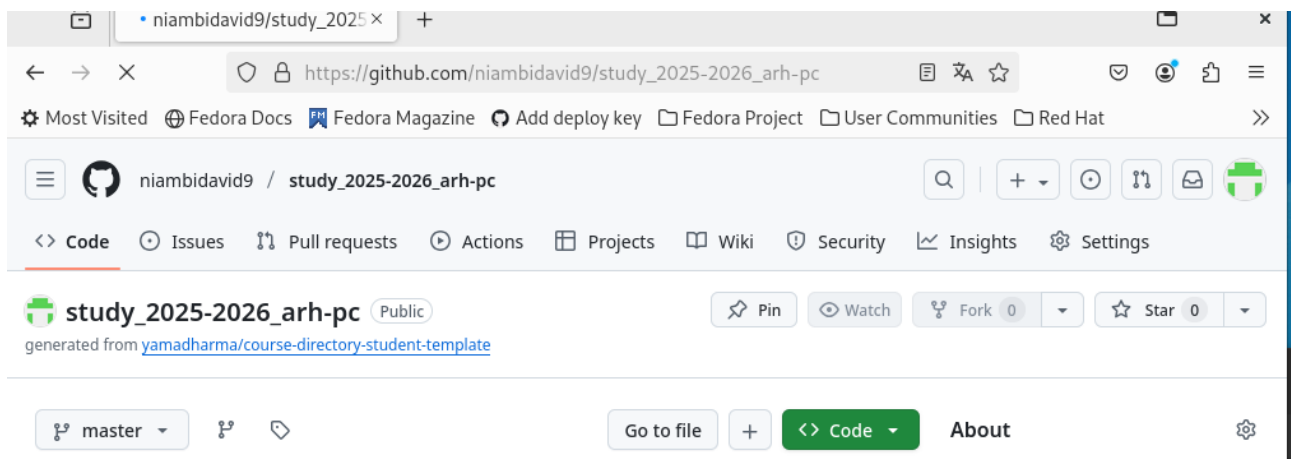 niambidavid9/study_2025
https://github.com/niambidavid9/study_2025-2026_arh-pc
Most Visited Fedora Docs Fedora Magazine Add deploy key Fedora Project User Communities Red Hat
niambidavid9 / study_2025-2026_arh-pc
Code Issues Pull requests Actions Projects Wiki Security Insights Settings
study_2025-2026_arh-pc Public Pin Watch Fork 0 Star 0
generated from yamadharma/course-directory-student-template
master Go to file Code About